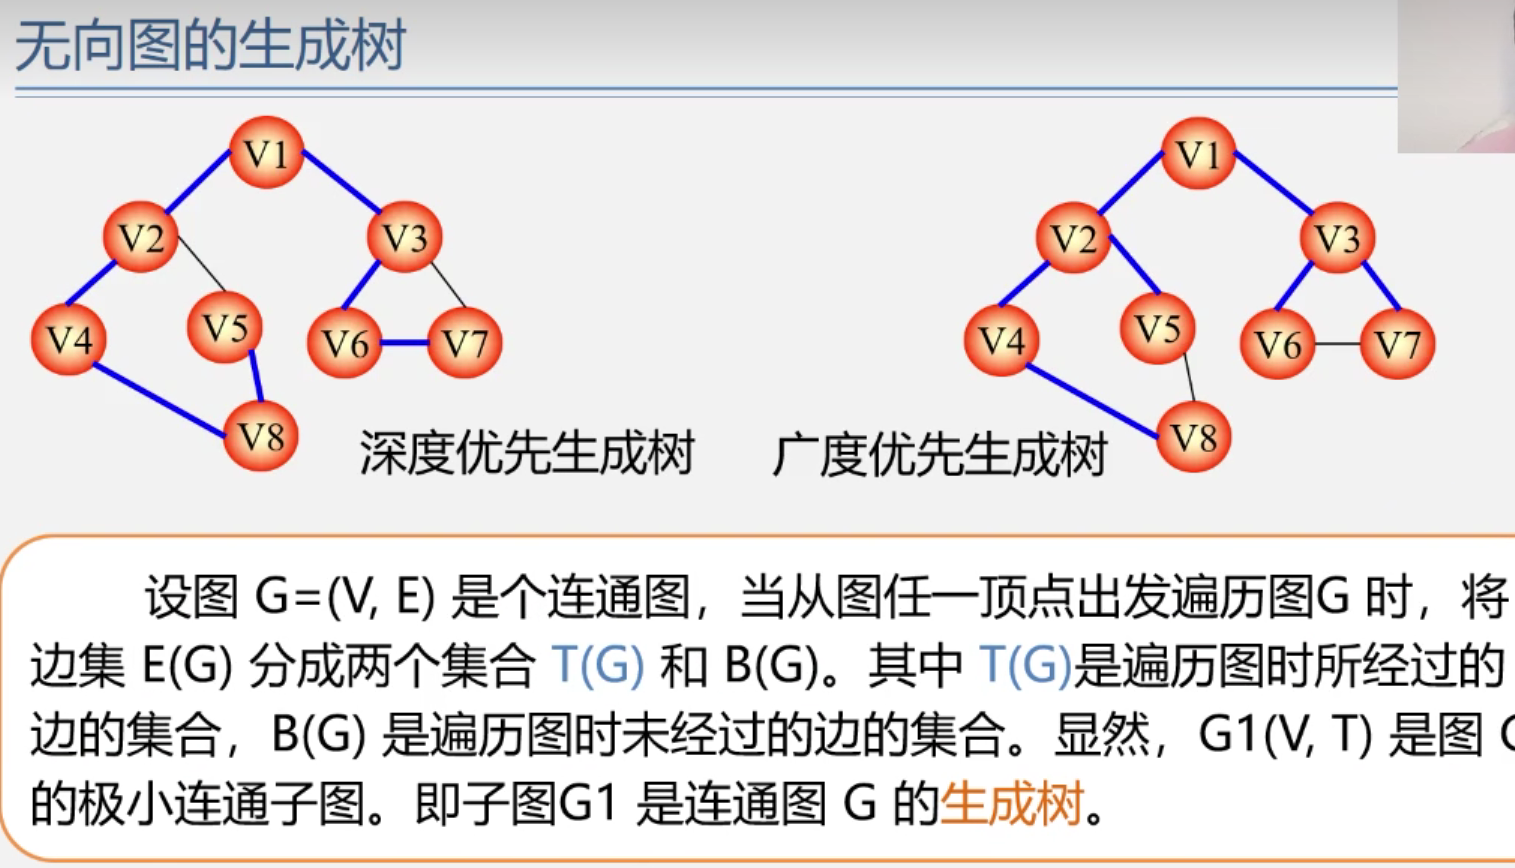 无向图的生成树
V1
V2
V3
V4
V5
V6
V7
V8
深度优先生成树
V1
V2
V3
V4
V5
V6
V7
V8
广度优先生成树
设图 G=(V, E) 是个连通图，当从图任一顶点出发遍历图G 时，将
边集 E(G) 分成两个集合 T(G) 和 B(G)。其中 T(G)是遍历图时所经过的
边的集合，B(G) 是遍历图时未经过的边的集合。显然，G1(V, T) 是图
的极小连通子图。即子图G1 是连通图 G 的生成树。